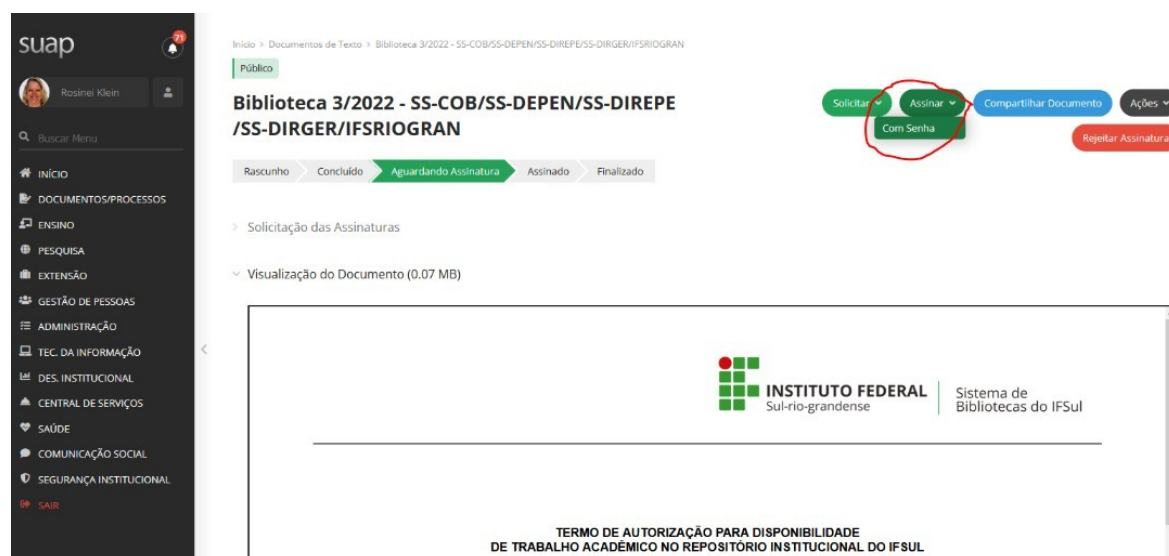 suap
71
Rosinei Klein
Buscar Menu
INÍCIO
DOCUMENTOS/PROCESSOS
ENSINO
PESQUISA
EXTENSÃO
GESTÃO DE PESSOAS
ADMINISTRAÇÃO
TEC. DA INFORMAÇÃO
DES. INSTITUCIONAL
CENTRAL DE SERVIÇOS
SAÚDE
COMUNICAÇÃO SOCIAL
SEGURANÇA INSTITUCIONAL
SAIR
Início > Documentos de Texto > Biblioteca 3/2022 - SS-COB/SS-DEPEN/SS-DIREPE/SS-DIRGER/IFSRIOGRAN
Público
Biblioteca 3/2022 - SS-COB/SS-DEPEN/SS-DIREPE
/SS-DIRGER/IFSRIOGRAN
Solicitar Assinar Compartilhar Documento Ações
Com Senha
Rejeitar Assinatura
Rascunho Concluído Aguardando Assinatura Assinado Finalizado
Solicitação das Assinaturas
Visualização do Documento (0.07 MB)
INSTITUTO FEDERAL
Sul-rio-grandense
Sistema de
Bibliotecas do IFSul
TERMO DE AUTORIZAÇÃO PARA DISPONIBILIDADE
DE TRABALHO ACADÊMICO NO REPOSITÓRIO INSTITUCIONAL DO IFSUL